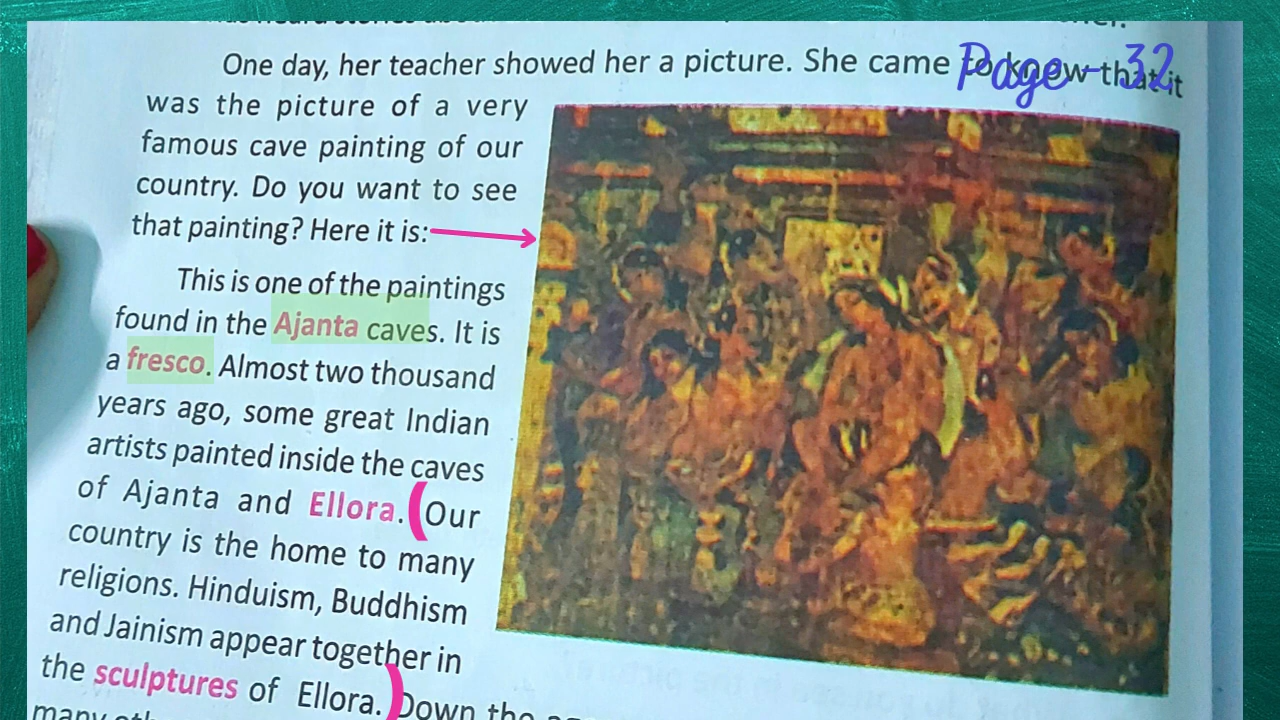 One day, her teacher showed her a picture. She came to know that it
Page - 32
was the picture of a very
famous cave painting of our
country. Do you want to see
that painting? Here it is:
This is one of the paintings
found in the Ajanta caves. It is
a fresco. Almost two thousand
years ago, some great Indian
artists painted inside the caves
of Ajanta and Ellora. (Our
country is the home to many
religions. Hinduism, Buddhism
and Jainism appear together in
the sculptures of Ellora.) Down the
many